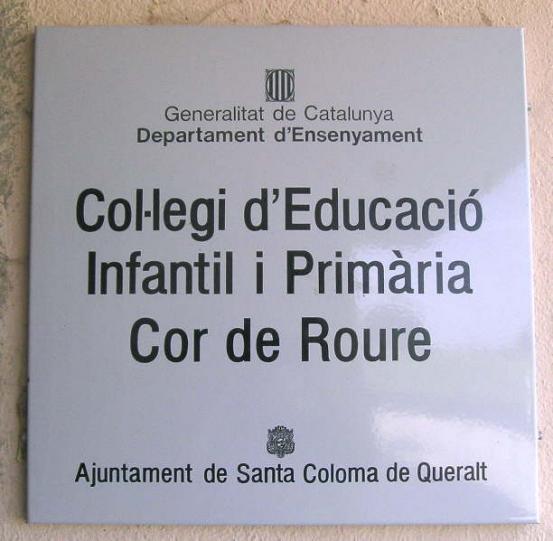 Generalitat de Catalunya
Departament d'Ensenyament
Col·legi d'Educació
Infantil i Primària
Cor de Roure
Ajuntament de Santa Coloma de Queralt